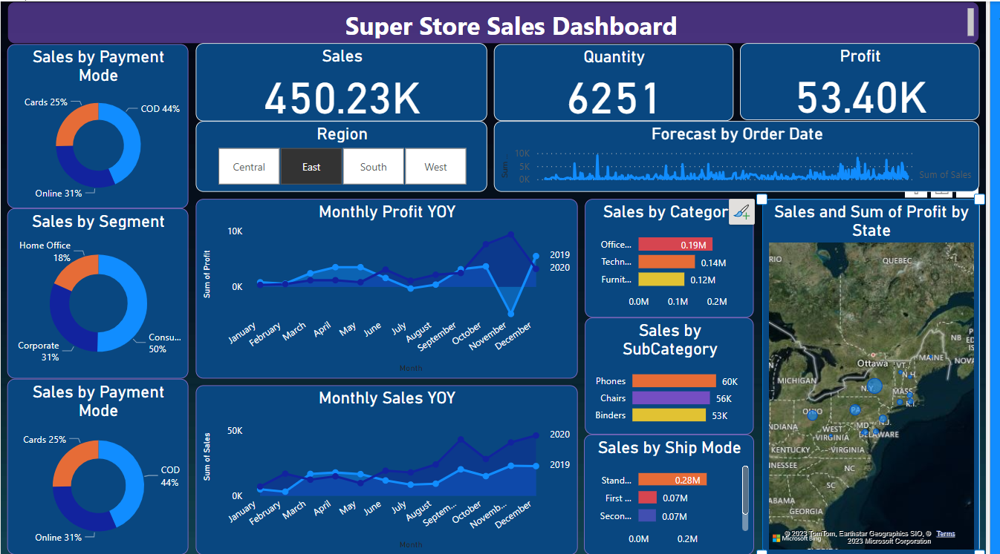 Super Store Sales Dashboard
Sales by Payment
Mode
Cards 25%
COD 44%
Online 31%
Sales
450.23K
Quantity
6251
Profit
53.40K
Region
Central
East
South
West
Forecast by Order Date
10K
5K
0K
Sum...
Sum of Sales
Sales by Segment
Home Office
18%
Consu...
50%
Corporate
31%
Monthly Profit YOY
10K
0K
Sum of Profit
2019
2020
January
February
March
April
May
June
July
August
September
October
November
December
Month
Sales by Categor
Office...
0.19M
Techn...
0.14M
Furnit...
0.12M
0.0M
0.1M
0.2M
Sales by
SubCategory
Phones
60K
Chairs
56K
Binders
53K
Sales and Sum of Profit by
State
RIO
QUEBEC
NB
MAINE
NOVA
Ottawa
VT.
N.H.
MICHIGAN
N.Y.
MASS.
R.I.
OHIO
PA
N.J.
INDIANA
WEST
VIRGINIA
MD.
DELAWARE
KENTUCKY
VIRGINIA
NNESSEE
NC
SC
ABAMA
GEORGIA
Microsoft Bing
© 2023 TomTom, Earthstar Geographics SIO, ©
2023 Microsoft Corporation
Terms
Sales by Payment
Mode
Cards 25%
COD
44%
Online 31%
Monthly Sales YOY
50K
0K
Sum of Sales
2020
2019
January
February
March
April
May
June
July
August
Septem...
October
Novemb...
December
Month
Sales by Ship Mode
Stand...
0.28M
First ...
0.07M
Secon...
0.07M
0.0M
0.2M